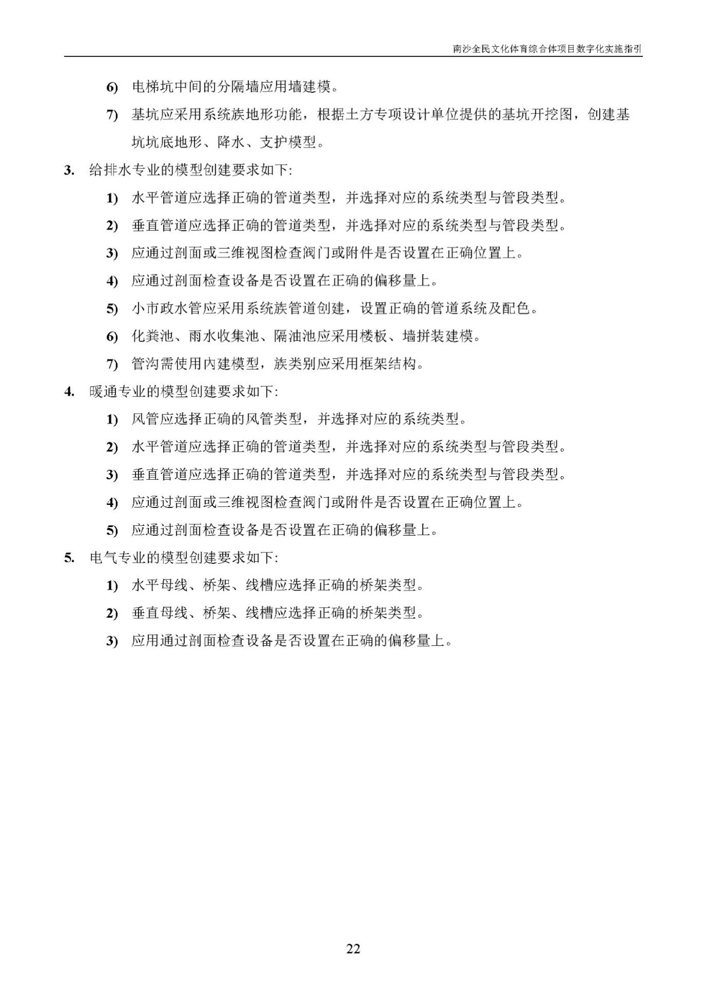 南沙全民文化体育综合体项目数字化实施指引
6) 电梯坑中间的分隔墙应用墙建模。
7) 基坑应采用系统族地形功能，根据土方专项设计单位提供的基坑开挖图，创建基
坑坑底地形、降水、支护模型。
3. 给排水专业的模型创建要求如下:
1) 水平管道应选择正确的管道类型，并选择对应的系统类型与管段类型。
2) 垂直管道应选择正确的管道类型，并选择对应的系统类型与管段类型。
3) 应通过剖面或三维视图检查阀门或附件是否设置在正确位置上。
4) 应通过剖面检查设备是否设置在正确的偏移量上。
5) 小市政水管应采用系统族管道创建，设置正确的管道系统及配色。
6) 化粪池、雨水收集池、隔油池应采用楼板、墙拼装建模。
7) 管沟需使用内建模型，族类别应采用框架结构。
4. 暖通专业的模型创建要求如下:
1) 风管应选择正确的风管类型，并选择对应的系统类型。
2) 水平管道应选择正确的管道类型，并选择对应的系统类型与管段类型。
3) 垂直管道应选择正确的管道类型，并选择对应的系统类型与管段类型。
4) 应通过剖面或三维视图检查阀门或附件是否设置在正确位置上。
5) 应通过剖面检查设备是否设置在正确的偏移量上。
5. 电气专业的模型创建要求如下:
1) 水平母线、桥架、线槽应选择正确的桥架类型。
2) 垂直母线、桥架、线槽应选择正确的桥架类型。
3) 应用通过剖面检查设备是否设置在正确的偏移量上。
22